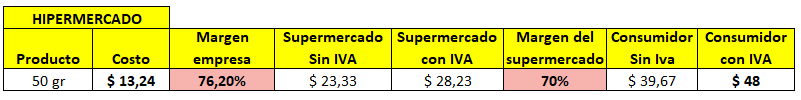 HIPERMERCADO
Producto Costo Margen empresa Supermercado Sin IVA Supermercado con IVA Margen del supermercado Consumidor Sin Iva Consumidor con IVA
50 gr $ 13,24 76,20% $ 23,33 $ 28,23 70% $ 39,67 $ 48